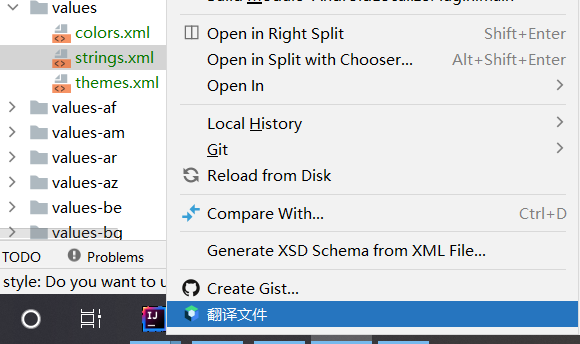 values
colors.xml
strings.xml
themes.xml
values-af
values-am
values-ar
values-az
values-be
values-bg
TODO
Problems
style: Do you want to u
Open in Right Split Shift+Enter
Open in Split with Chooser... Alt+Shift+Enter
Open In
Local History
Git
Reload from Disk
Compare With... Ctrl+D
Generate XSD Schema from XML File...
Create Gist...
翻译文件
IJ